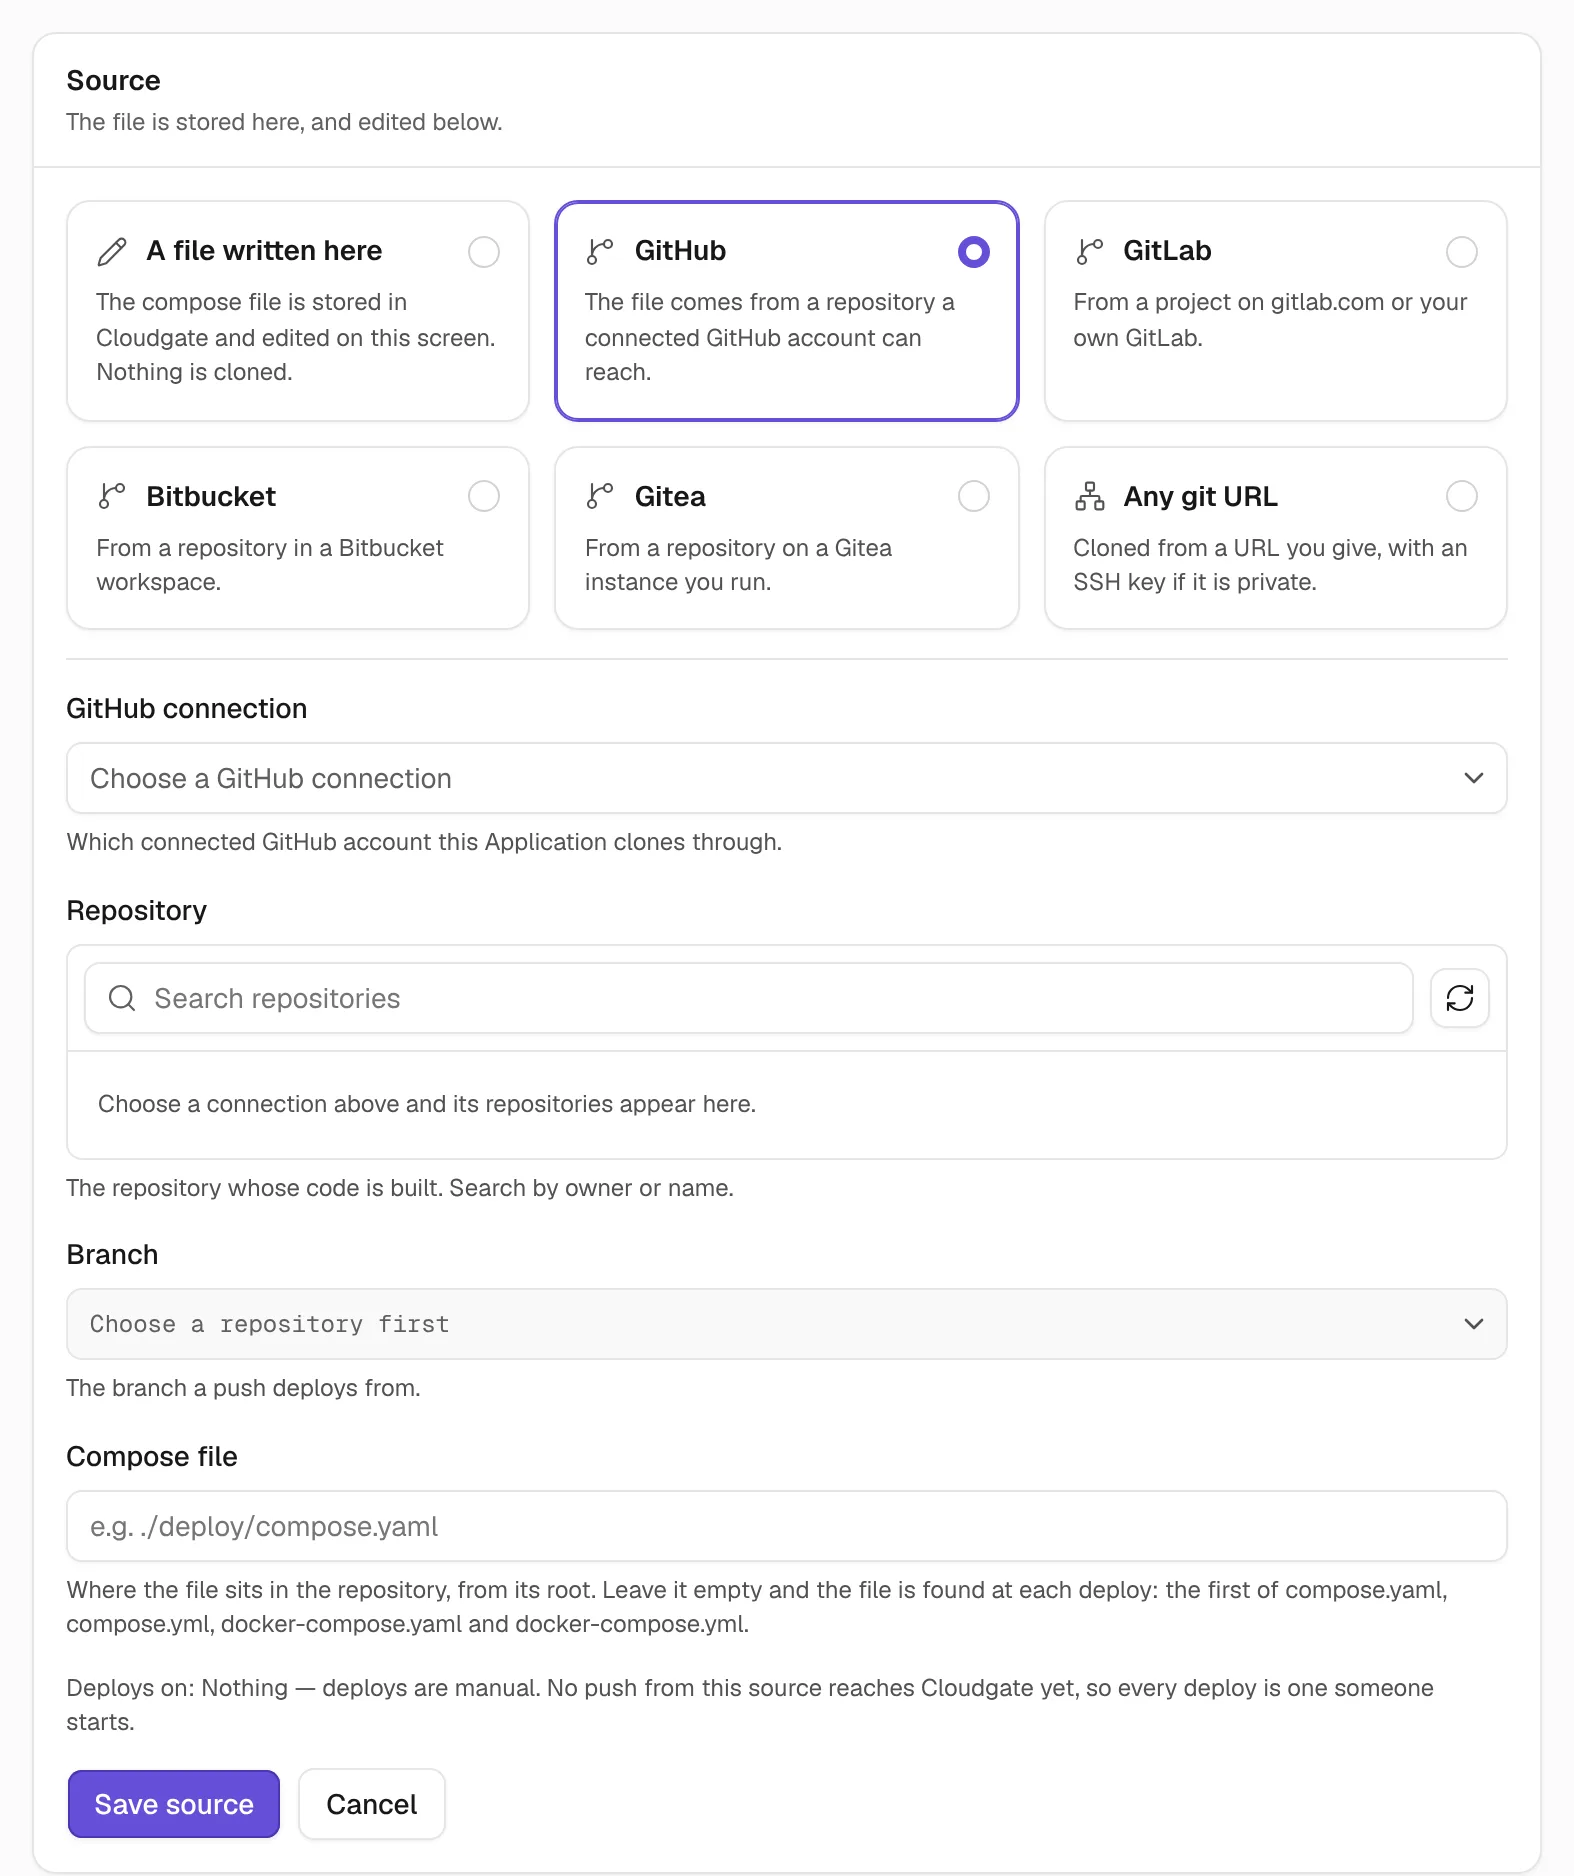 Source
The file is stored here, and edited below.
A file written here
The compose file is stored in
Cloudgate and edited on this screen.
Nothing is cloned.
GitHub
The file comes from a repository a
connected GitHub account can
reach.
GitLab
From a project on gitlab.com or your
own GitLab.
Bitbucket
From a repository in a Bitbucket
workspace.
Gitea
From a repository on a Gitea
instance you run.
Any git URL
Cloned from a URL you give, with an
SSH key if it is private.
GitHub connection
Choose a GitHub connection
Which connected GitHub account this Application clones through.
Repository
Search repositories
Choose a connection above and its repositories appear here.
The repository whose code is built. Search by owner or name.
Branch
Choose a repository first
The branch a push deploys from.
Compose file
e.g. ./deploy/compose.yaml
Where the file sits in the repository, from its root. Leave it empty and the file is found at each deploy: the first of compose.yaml,
compose.yml, docker-compose.yaml and docker-compose.yml.
Deploys on: Nothing — deploys are manual. No push from this source reaches Cloudgate yet, so every deploy is one someone
starts.
Save source
Cancel